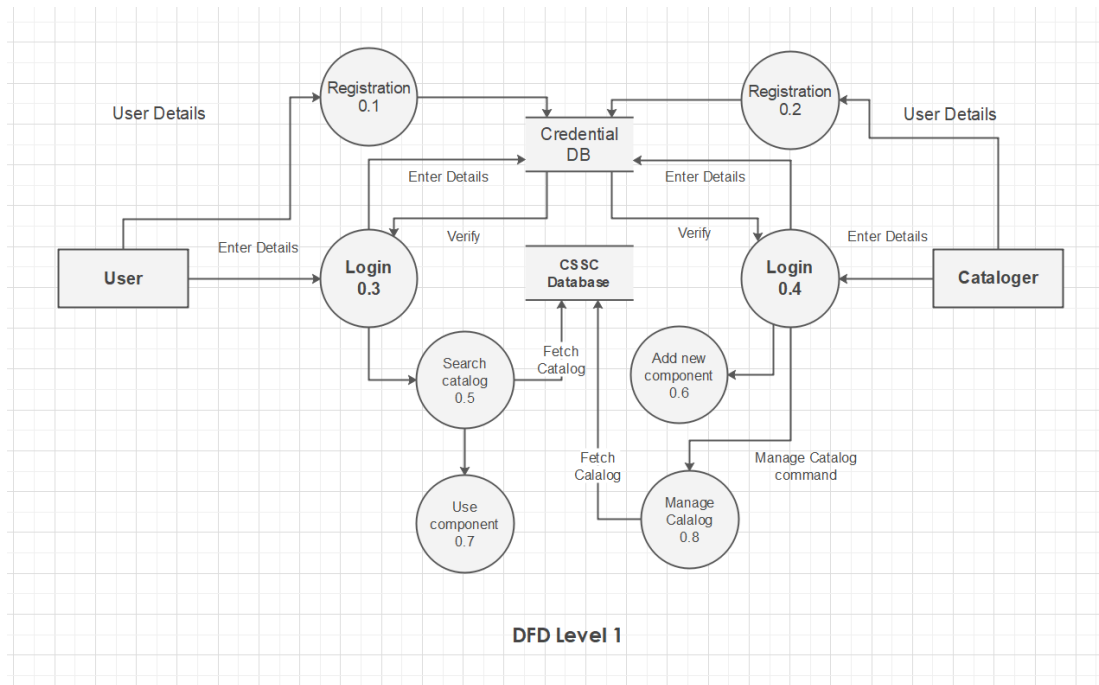 Registration
0.1
Registration
0.2
User Details
User Details
Credential
DB
Enter Details
Enter Details
Enter Details
Verify
Verify
Enter Details
User
Login
0.3
CSSC
Database
Login
0.4
Cataloger
Search
catalog
0.5
Fetch
Catalog
Add new
component
0.6
Fetch
Calalog
Manage Catalog
command
Use
component
0.7
Manage
Calalog
0.8
DFD Level 1